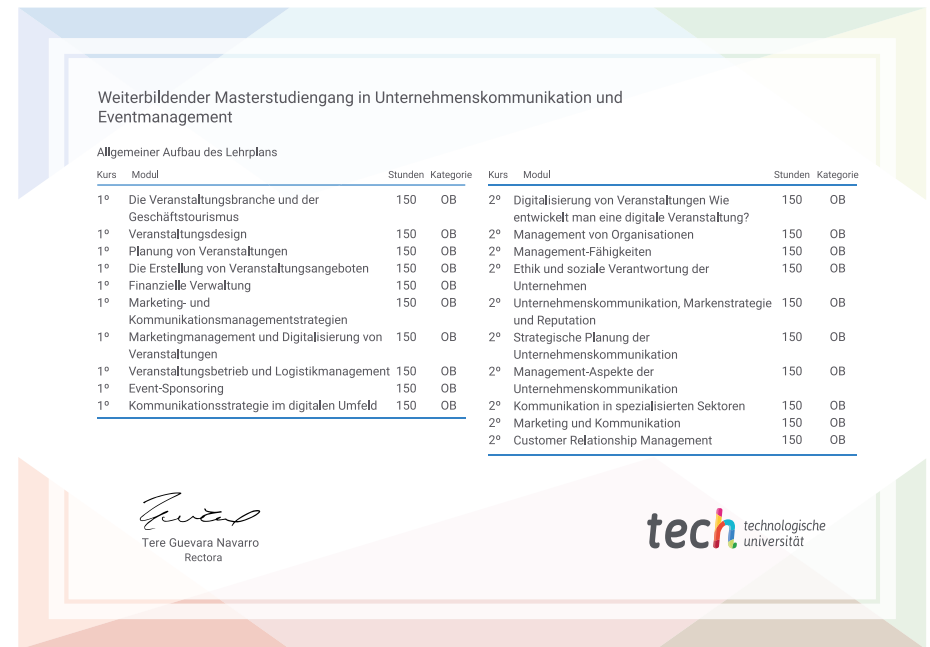 Weiterbildender Masterstudiengang in Unternehmenskommunikation und
Eventmanagement
Allgemeiner Aufbau des Lehrplans
Kurs Modul Stunden Kategorie
1º Die Veranstaltungsbranche und der 150 OB
Geschäftstourismus
1º Veranstaltungsdesign 150 OB
1º Planung von Veranstaltungen 150 OB
1º Die Erstellung von Veranstaltungsangeboten 150 OB
1º Finanzielle Verwaltung 150 OB
1º Marketing- und 150 OB
Kommunikationsmanagementstrategien
1º Marketingmanagement und Digitalisierung von 150 OB
Veranstaltungen
1º Veranstaltungsbetrieb und Logistikmanagement 150 OB
1º Event-Sponsoring 150 OB
1º Kommunikationsstrategie im digitalen Umfeld 150 OB
Kurs Modul Stunden Kategorie
2º Digitalisierung von Veranstaltungen Wie 150 OB
entwickelt man eine digitale Veranstaltung?
2º Management von Organisationen 150 OB
2º Management-Fähigkeiten 150 OB
2º Ethik und soziale Verantwortung der 150 OB
Unternehmen
2º Unternehmenskommunikation, Markenstrategie 150 OB
und Reputation
2º Strategische Planung der 150 OB
Unternehmenskommunikation
2º Management-Aspekte der 150 OB
Unternehmenskommunikation
2º Kommunikation in spezialisierten Sektoren 150 OB
2º Marketing und Kommunikation 150 OB
2º Customer Relationship Management 150 OB
Tere Guevara Navarro
Rectora
tech technologische
universität